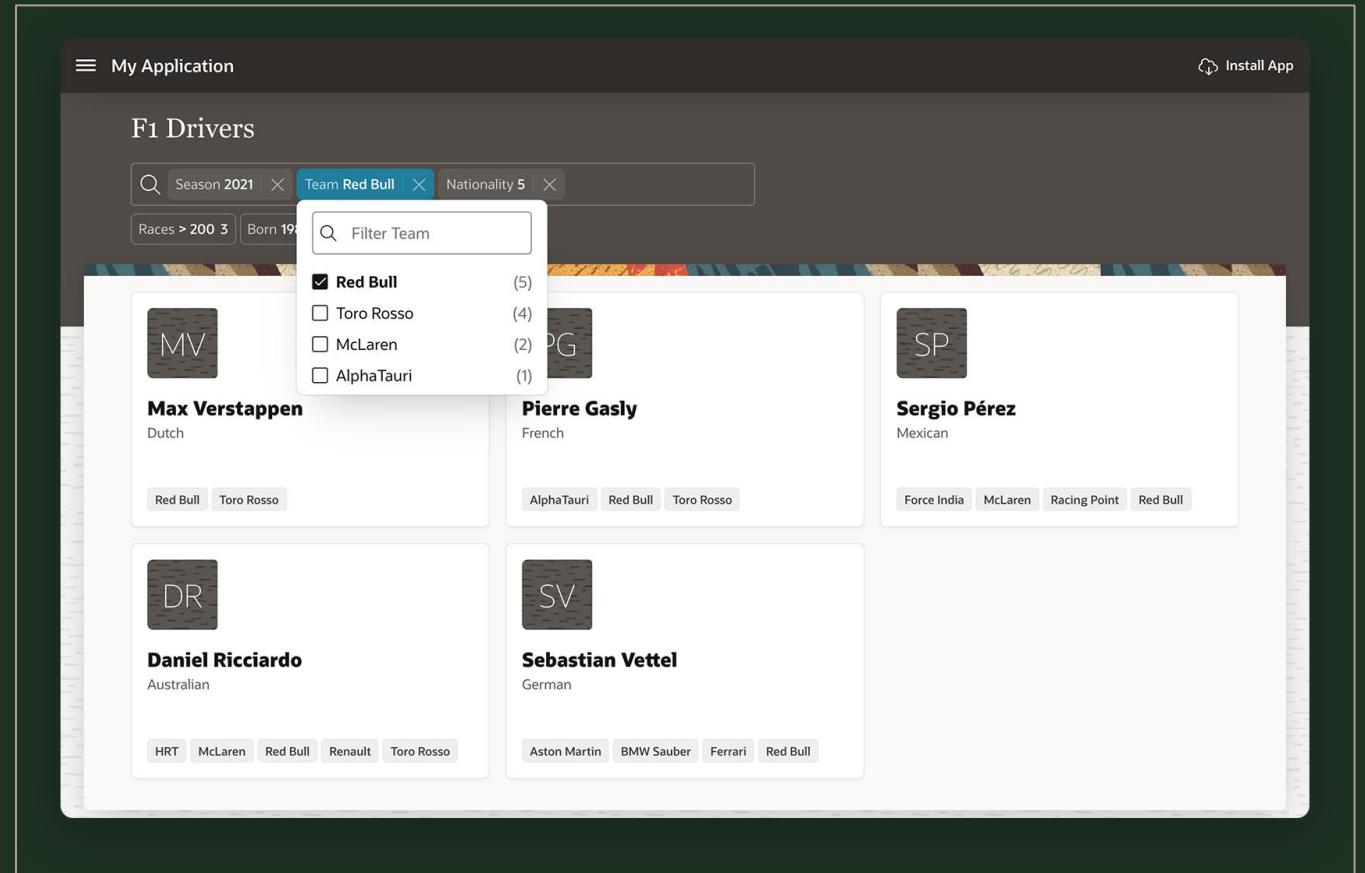 My Application
Install App
F1 Drivers
Season 2021
Team Red Bull
Nationality 5
Races > 200 3
Born
Filter Team
Red Bull (5)
Toro Rosso (4)
McLaren (2)
AlphaTauri (1)
MV
Max Verstappen
Dutch
Red Bull Toro Rosso
PG
Pierre Gasly
French
AlphaTauri Red Bull Toro Rosso
SP
Sergio Pérez
Mexican
Force India McLaren Racing Point Red Bull
DR
Daniel Ricciardo
Australian
HRT McLaren Red Bull Renault Toro Rosso
SV
Sebastian Vettel
German
Aston Martin BMW Sauber Ferrari Red Bull